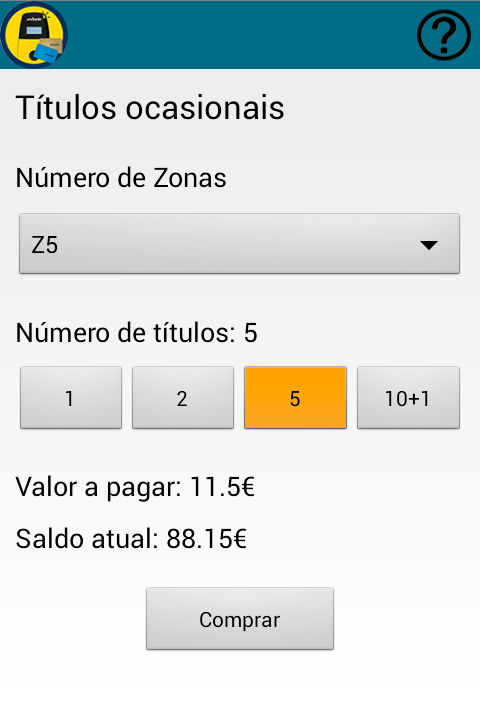 Títulos ocasionais
Número de Zonas
Z5
Número de títulos: 5
1 2 5 10+1
Valor a pagar: 11.5€
Saldo atual: 88.15€
Comprar